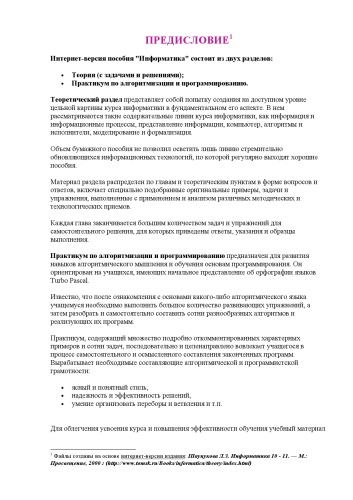 ПРЕДИСЛОВИЕ¹
Интернет-версия пособия "Информатика" состоит из двух разделов:
• Теория (с задачами и решениями);
• Практикум по алгоритмизации и программированию.
Теоретический раздел представляет собой попытку создания на доступном уровне
цельной картины курса информатики в фундаментальном его аспекте. В нем
рассматриваются такие содержательные линии курса информатики, как информация и
информационные процессы, представление информации, компьютер, алгоритмы и
исполнители, моделирование и формализация.
Объем бумажного пособия не позволил осветить лишь линию стремительно
обновляющихся информационных технологий, по которой регулярно выходят хорошие
пособия.
Материал раздела распределен по главам и теоретическим пунктам в форме вопросов и
ответов, включает специально подобранные оригинальные примеры, задачи и
упражнения, выполненные с применением и анализом различных методических и
технологических приемов.
Каждая глава заканчивается большим количеством задач и упражнений для
самостоятельного решения, для которых приведены ответы, указания и образцы
выполнения.
Практикум по алгоритмизации и программированию предназначен для развития
навыков алгоритмического мышления и обучения основам программирования. Он
ориентирован на учащихся, имеющих начальное представление об орфографии языков
Turbo Pascal.
Известно, что после ознакомления с основами какого-либо алгоритмического языка
учащемуся необходимо выполнить большое количество развивающих упражнений, а
затем разобрать и самостоятельно составить сотни разнообразных алгоритмов и
реализующих их программ.
Практикум, содержащий множество подробно откомментированных характерных
примеров и сотни задач, последовательно и целенаправленно вовлекает учащегося в
процесс самостоятельного и осмысленного составления законченных программ.
Вырабатывает необходимые составляющие алгоритмической и программистской
грамотности:
• ясный и понятный стиль,
• надежность и эффективность решений,
• умение организовать переборы и ветвления и т.п.
Для облегчения усвоения курса и повышения эффективности обучения учебный материал
¹ Файлы созданы на основе интернет-версии издания: Шауцукова Л.З. Информатика 10 - 11. — М.:
Просвещение, 2000 г (http://www.tomsk.ru/Books/informatica/theory/index.html)